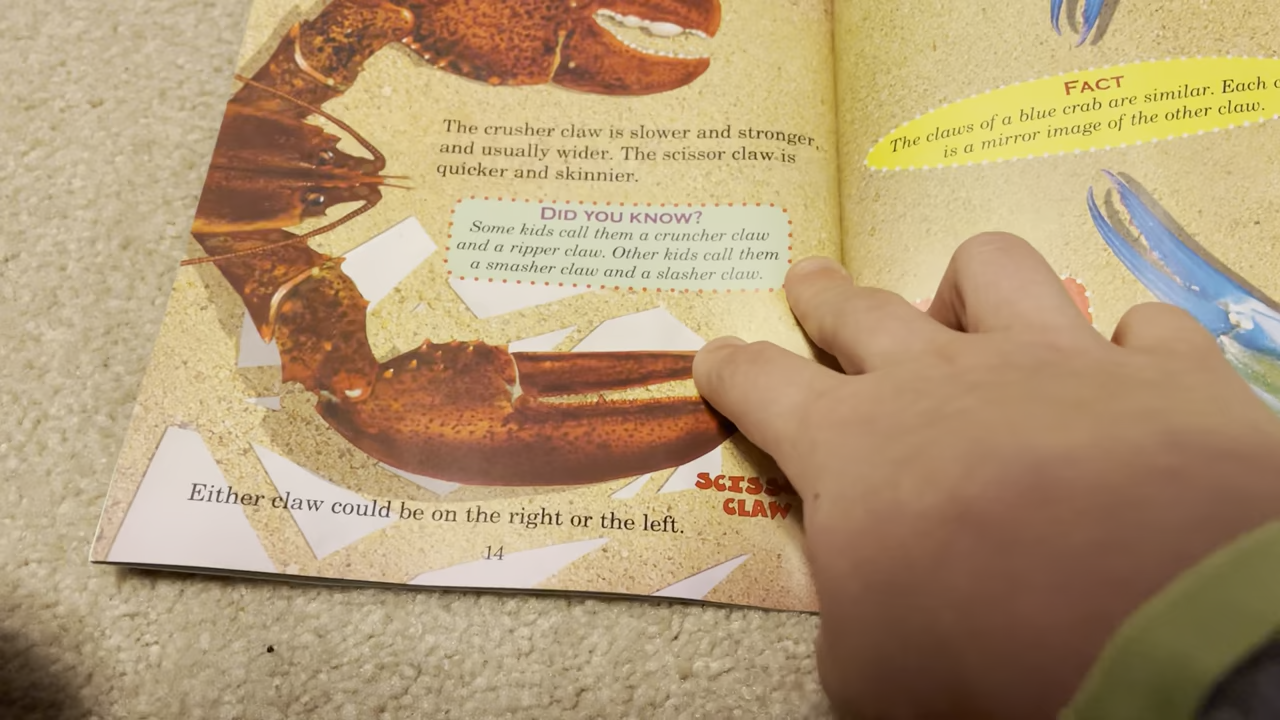 The crusher claw is slower and stronger,
and usually wider. The scissor claw is
quicker and skinnier.
DID YOU KNOW?
Some kids call them a cruncher claw
and a ripper claw. Other kids call them
a smasher claw and a slasher claw.
CLAW
Either claw could be on the right or the left.
14
FACT
The claws of a blue crab are similar. Each
is a mirror image of the other claw.